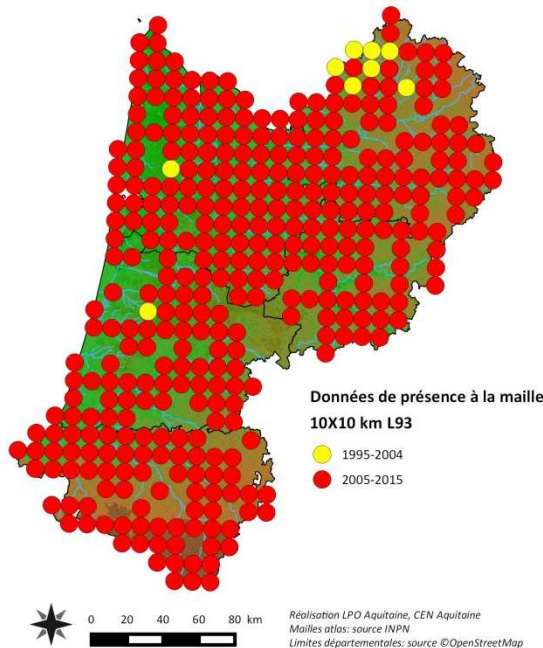 Données de présence à la maille
10X10 km L93
1995-2004
2005-2015
0 20 40 60 80 km
Réalisation LPO Aquitaine, CEN Aquitaine
Mailles atlas: source INPN
Limites départementales: source ©OpenStreetMap